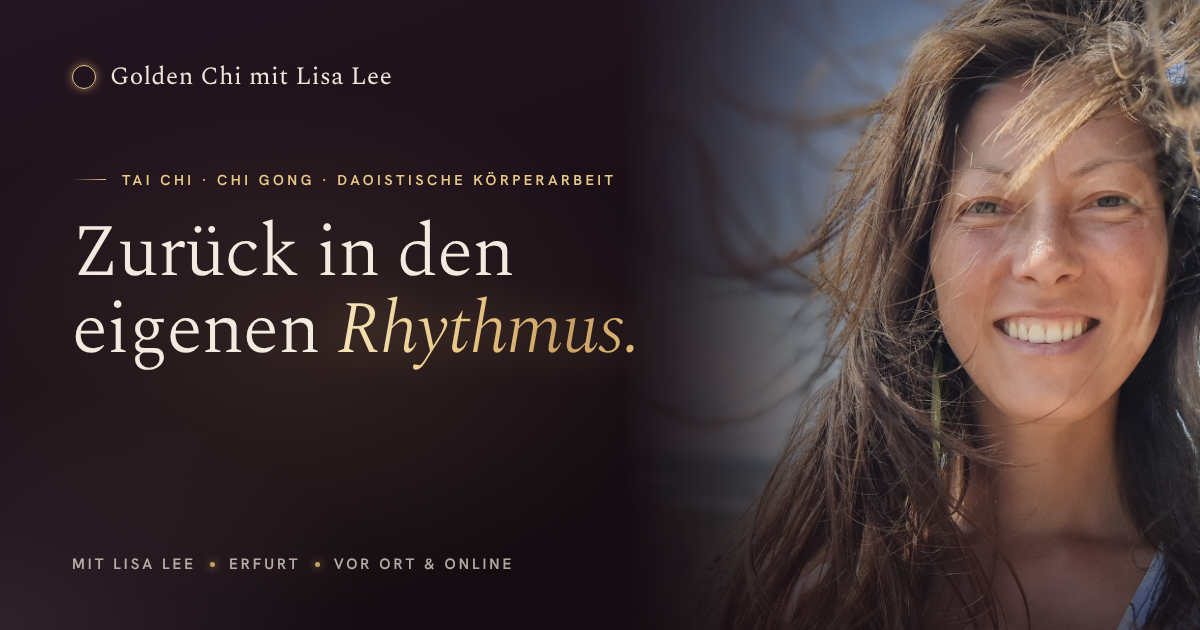 Golden Chi mit Lisa Lee
TAI CHI · CHI GONG · DAOISTISCHE KÖRPERARBEIT
Zurück in den
eigenen Rhythmus.
MIT LISA LEE • ERFURT • VOR ORT & ONLINE